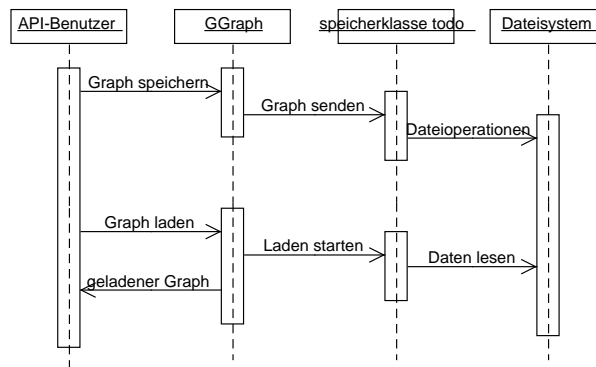 API-Benutzer
GGraph
speicherklasse todo
Dateisystem
Graph speichern
Graph senden
Dateioperationen
Graph laden
Laden starten
Daten lesen
geladener Graph